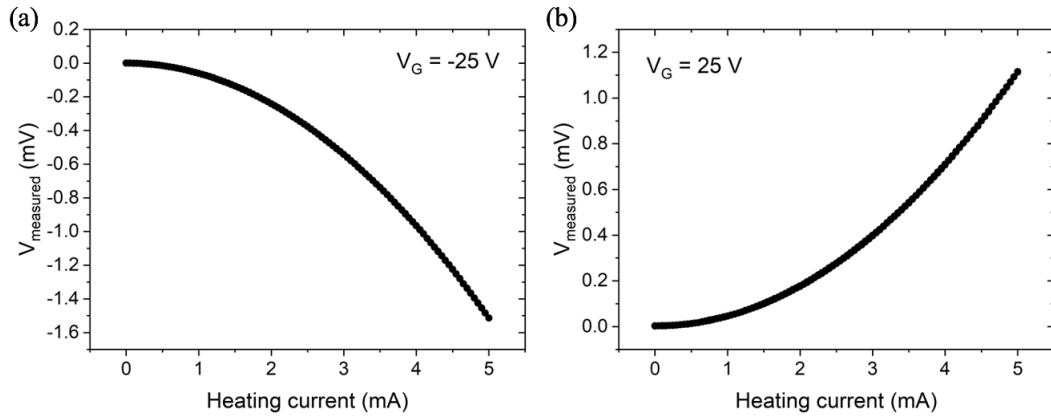 (a)
V_G = -25 V
V_measured (mV)
0.2
0.0
-0.2
-0.4
-0.6
-0.8
-1.0
-1.2
-1.4
-1.6
0 1 2 3 4 5
Heating current (mA)
(b)
V_G = 25 V
V_measured (mV)
1.2
1.0
0.8
0.6
0.4
0.2
0.0
0 1 2 3 4 5
Heating current (mA)